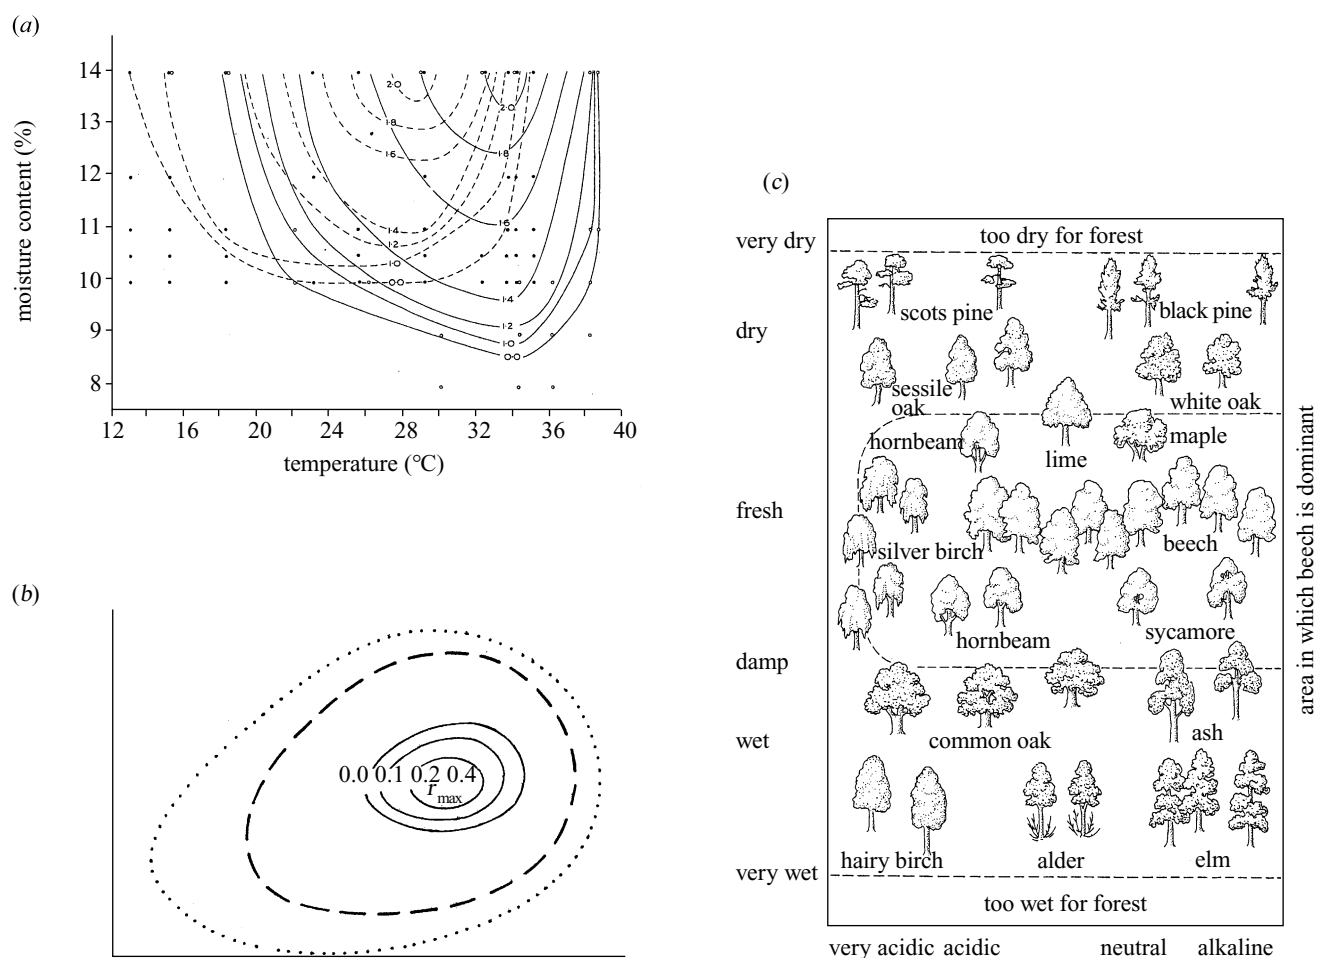 (a)
14
13
12
11
10
9
8
moisture content (%)
2·0
1·8
1·6
1·4
1·2
1·0
0·0
2·0
1·8
1·6
1·4
1·2
1·0
0·0
12 16 20 24 28 32 36 40
temperature (°C)
(b)
0.0 0.1 0.2 0.4
r max
(c)
very dry
dry
fresh
damp
wet
very wet
too dry for forest
scots pine
black pine
sessile
oak
white oak
hornbeam
lime
maple
silver birch
beech
hornbeam
sycamore
common oak
ash
hairy birch
alder
elm
too wet for forest
area in which beech is dominant
very acidic acidic neutral alkaline